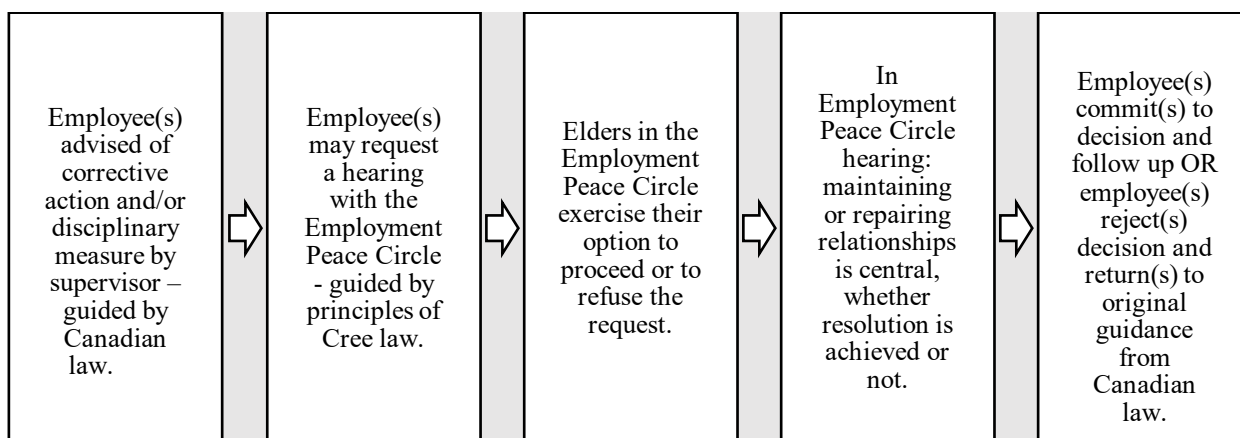 Employee(s)
advised of
corrective
action and/or
disciplinary
measure by
supervisor –
guided by
Canadian
law.
Employee(s)
may request
a hearing
with the
Employment
Peace Circle
- guided by
principles of
Cree law.
Elders in the
Employment
Peace Circle
exercise their
option to
proceed or to
refuse the
request.
In
Employment
Peace Circle
hearing:
maintaining
or repairing
relationships
is central,
whether
resolution is
achieved or
not.
Employee(s)
commit(s) to
decision and
follow up OR
employee(s)
reject(s)
decision and
return(s) to
original
guidance
from
Canadian
law.